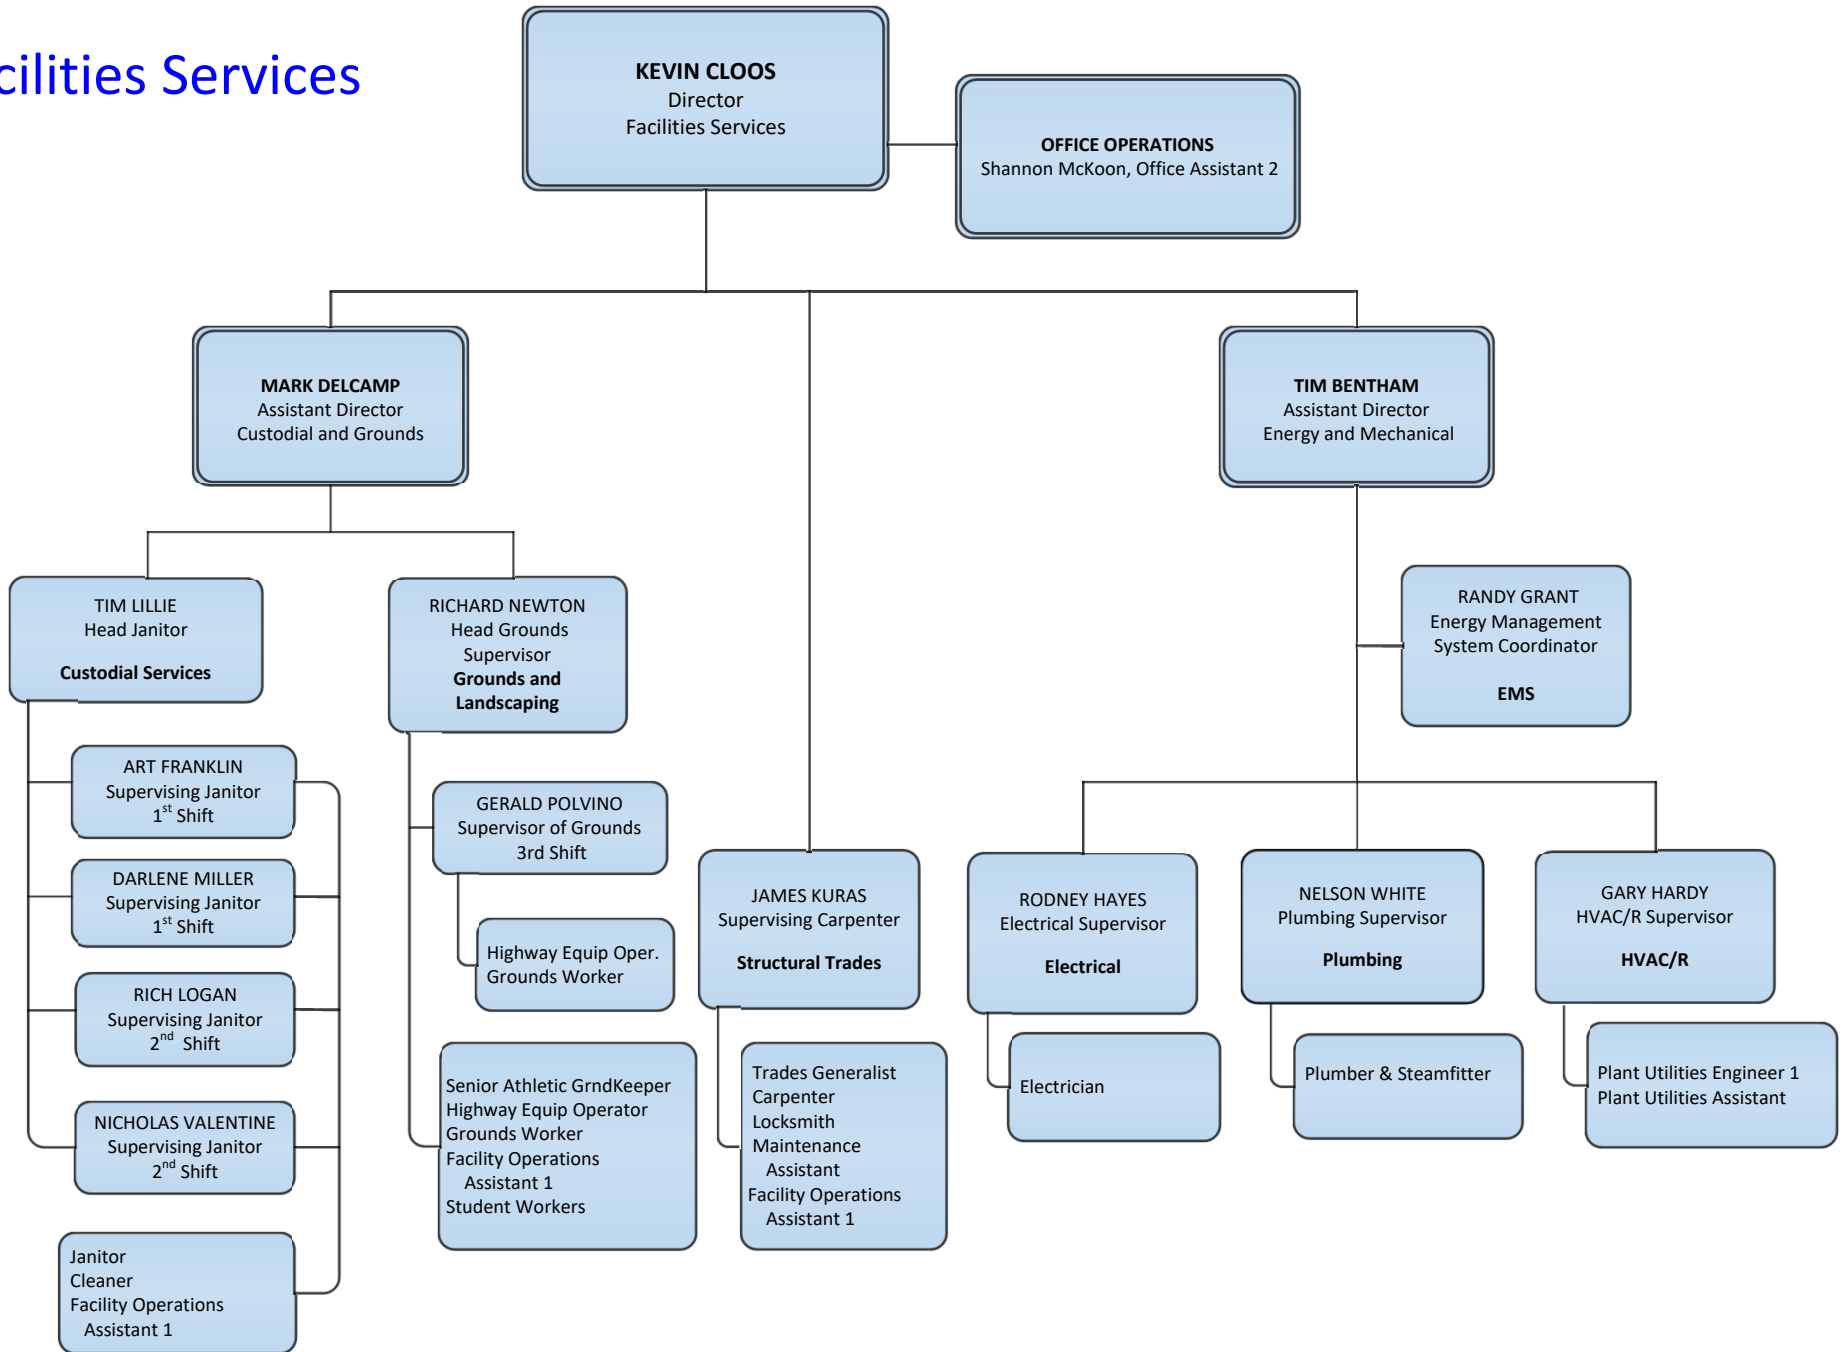 cilities Services
KEVIN CLOOS
Director
Facilities Services
OFFICE OPERATIONS
Shannon McKoon, Office Assistant 2
MARK DELCAMP
Assistant Director
Custodial and Grounds
TIM BENTHAM
Assistant Director
Energy and Mechanical
TIM LILLIE
Head Janitor
Custodial Services
RICHARD NEWTON
Head Grounds
Supervisor
Grounds and
Landscaping
RANDY GRANT
Energy Management
System Coordinator
EMS
ART FRANKLIN
Supervising Janitor
1st Shift
DARLENE MILLER
Supervising Janitor
1st Shift
RICH LOGAN
Supervising Janitor
2nd Shift
NICHOLAS VALENTINE
Supervising Janitor
2nd Shift
Janitor
Cleaner
Facility Operations
Assistant 1
GERALD POLVINO
Supervisor of Grounds
3rd Shift
Highway Equip Oper.
Grounds Worker
Senior Athletic GrndKeeper
Highway Equip Operator
Grounds Worker
Facility Operations
Assistant 1
Student Workers
JAMES KURAS
Supervising Carpenter
Structural Trades
Trades Generalist
Carpenter
Locksmith
Maintenance
Assistant
Facility Operations
Assistant 1
RODNEY HAYES
Electrical Supervisor
Electrical
Electrician
NELSON WHITE
Plumbing Supervisor
Plumbing
Plumber & Steamfitter
GARY HARDY
HVAC/R Supervisor
HVAC/R
Plant Utilities Engineer 1
Plant Utilities Assistant